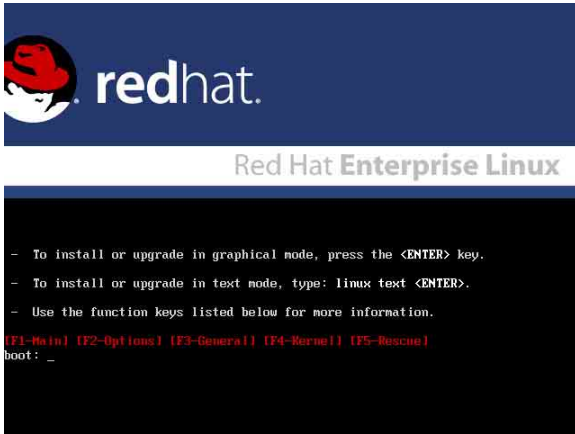 redhat.
Red Hat Enterprise Linux
- To install or upgrade in graphical mode, press the <ENTER> key.
- To install or upgrade in text mode, type: linux text <ENTER>.
- Use the function keys listed below for more information.
[F1-Main] [F2-Options] [F3-General] [F4-Kernel] [F5-Rescue]
boot: _